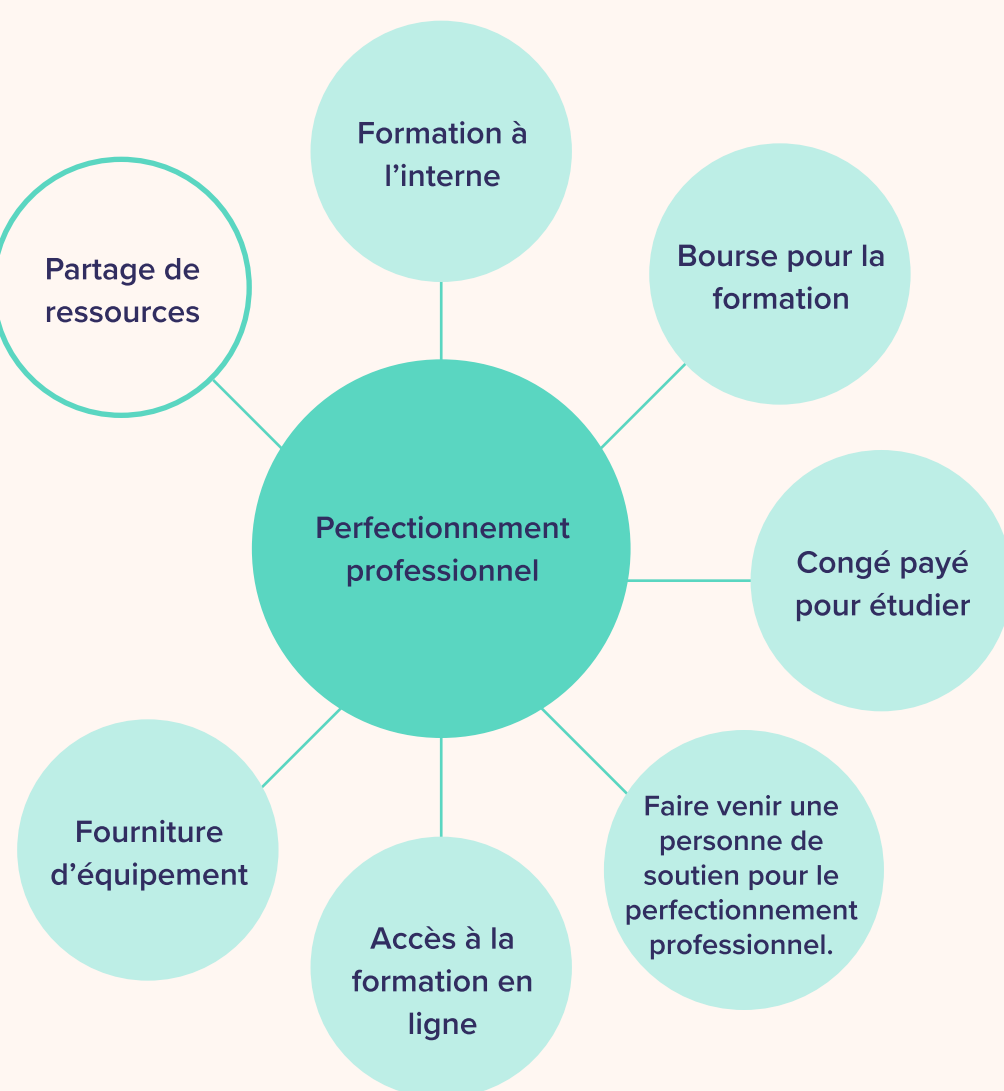 Formation à
l’interne
Bourse pour la
formation
Partage de
ressources
Perfectionnement
professionnel
Congé payé
pour étudier
Faire venir une
personne de
soutien pour le
perfectionnement
professionnel.
Fourniture
d’équipement
Accès à la
formation en
ligne